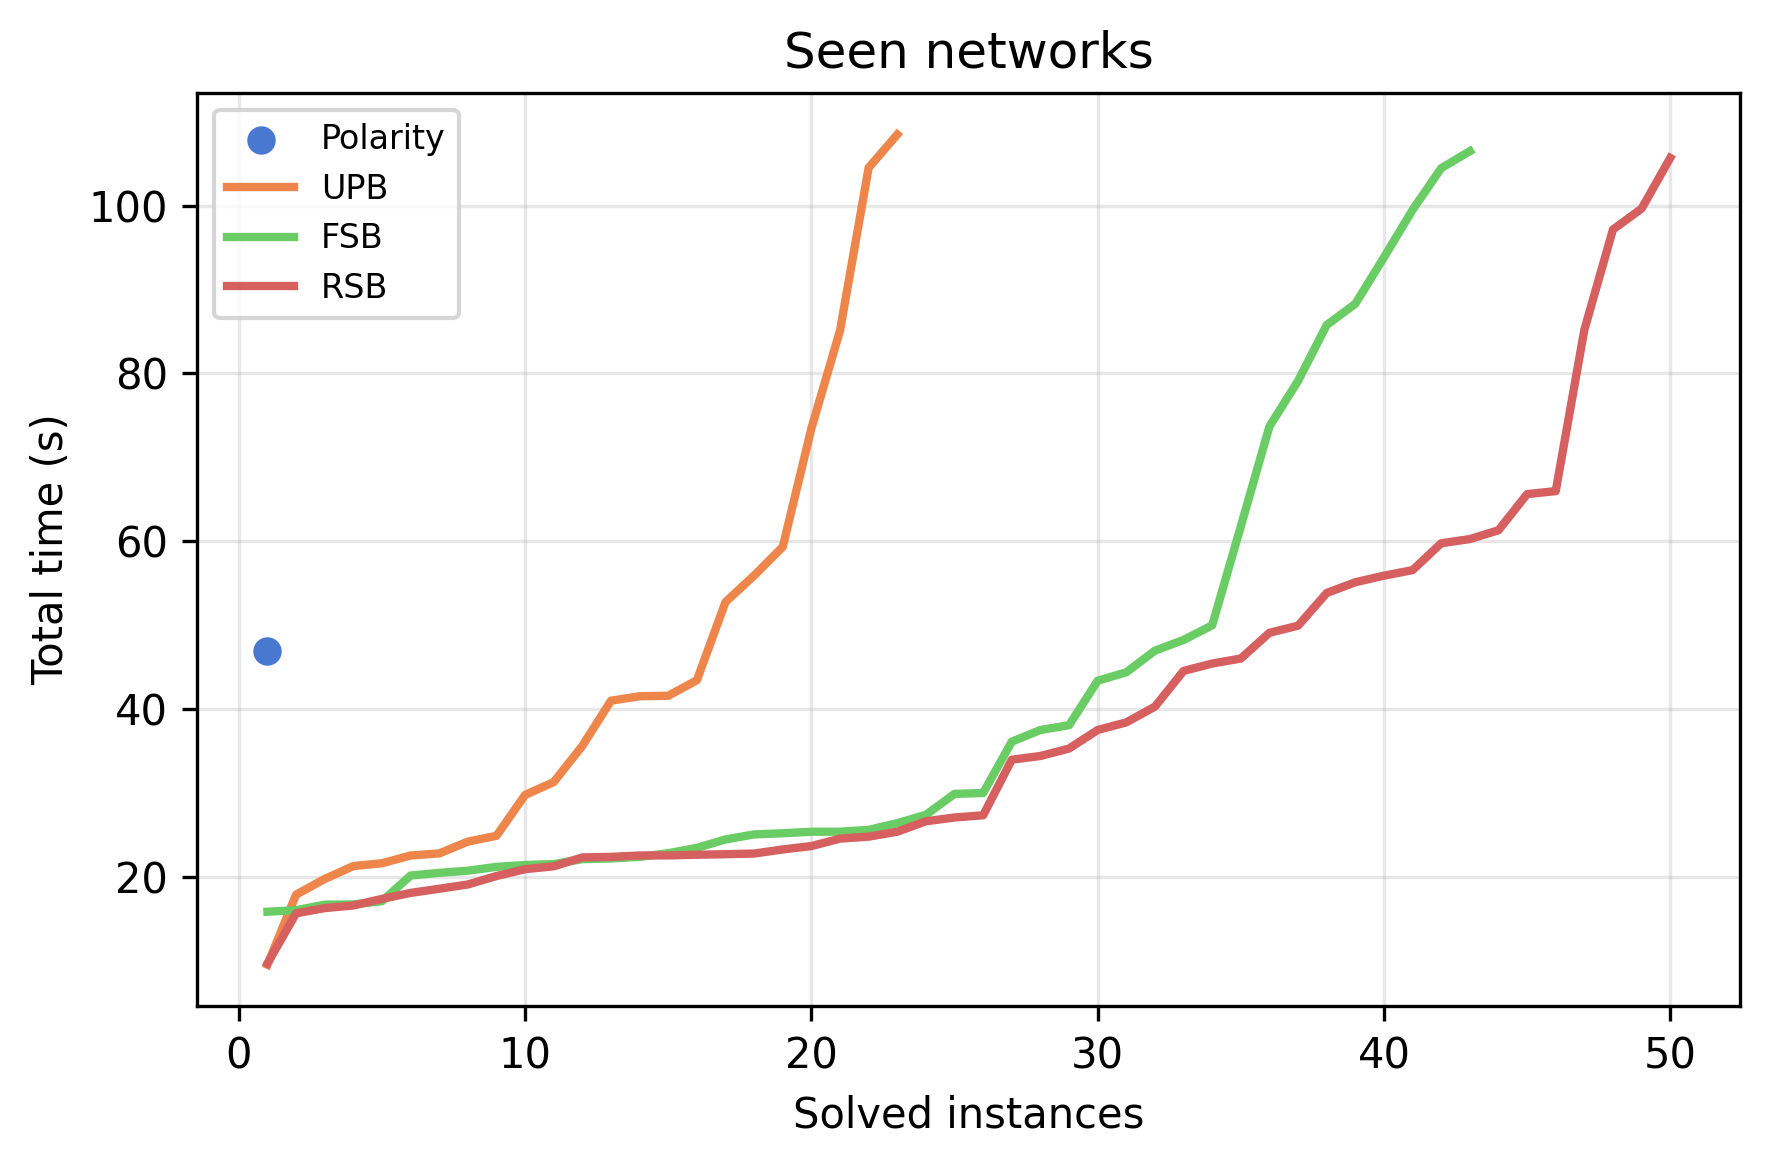 Seen networks
Polarity
UPB
FSB
RSB
100
80
60
40
20
Total time (s)
0 10 20 30 40 50
Solved instances